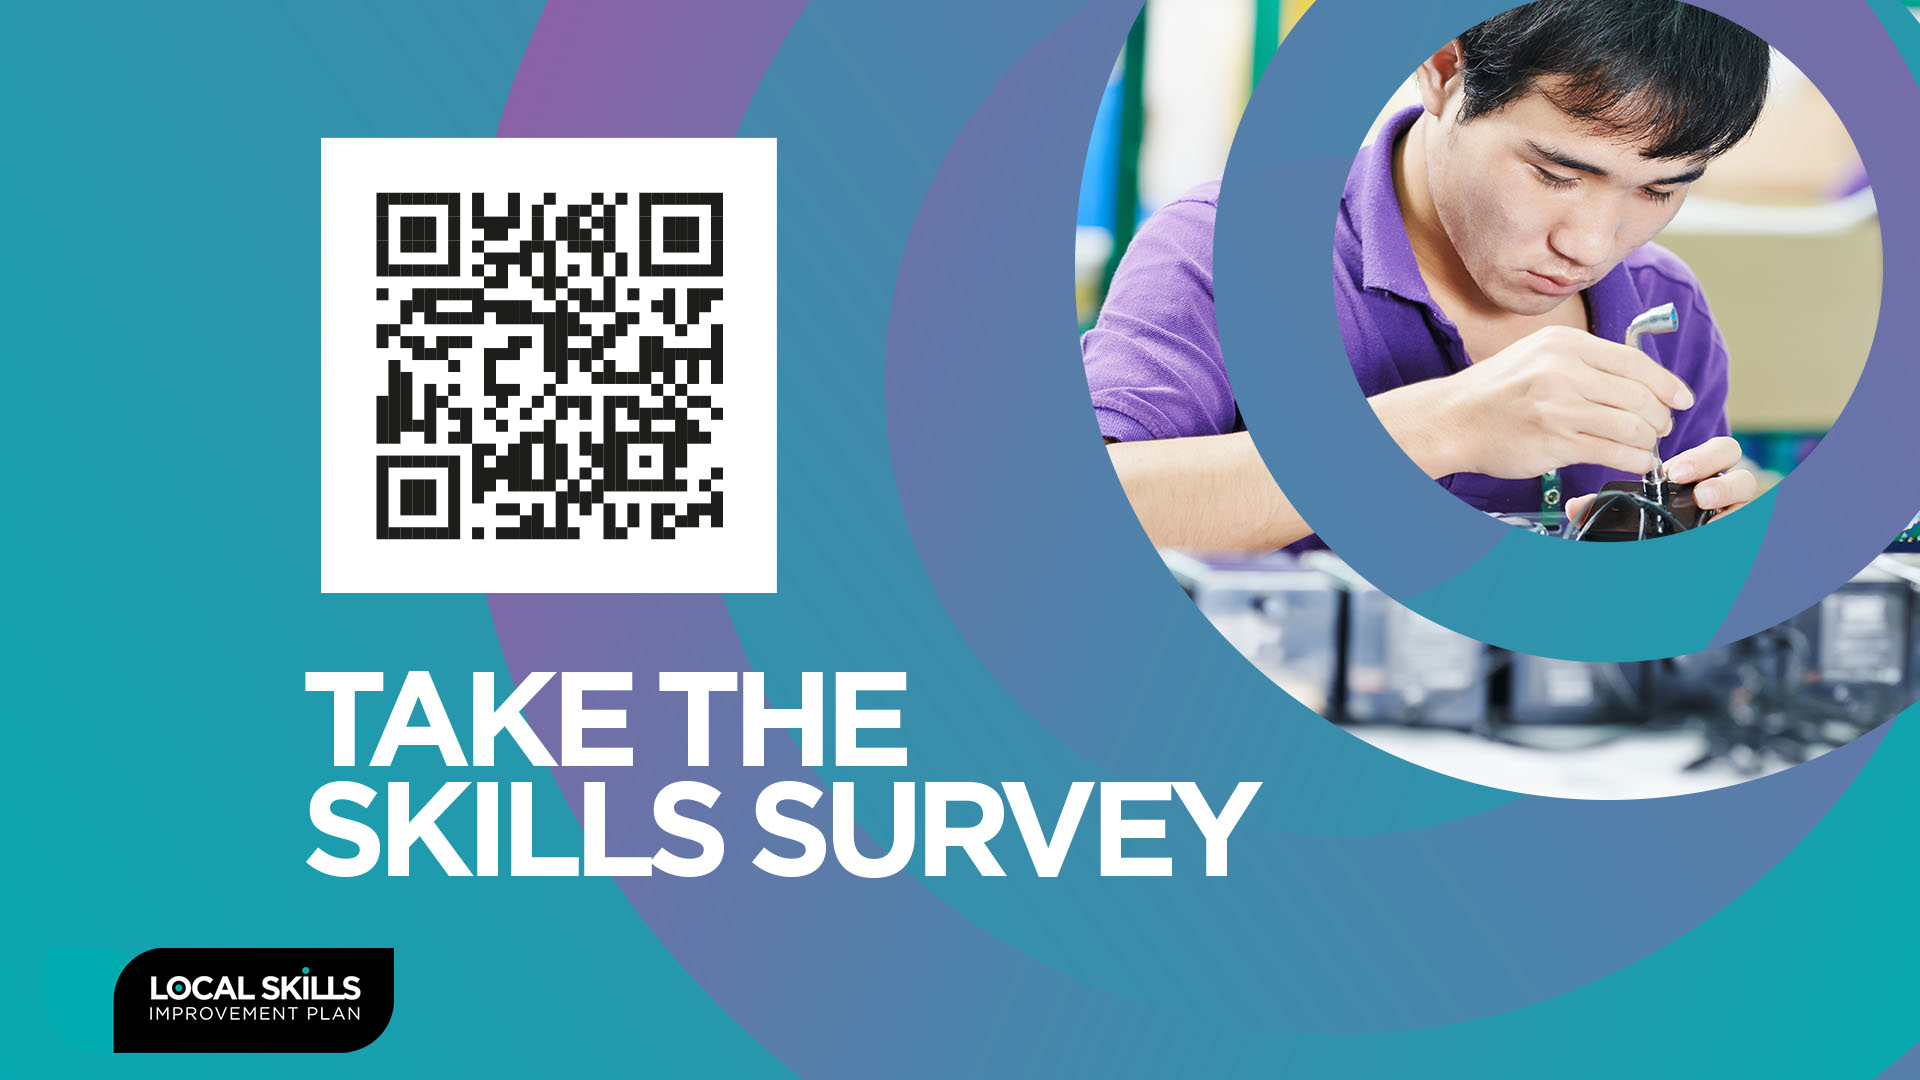 TAKE THE
SKILLS SURVEY
LOCAL SKILLS
IMPROVEMENT PLAN